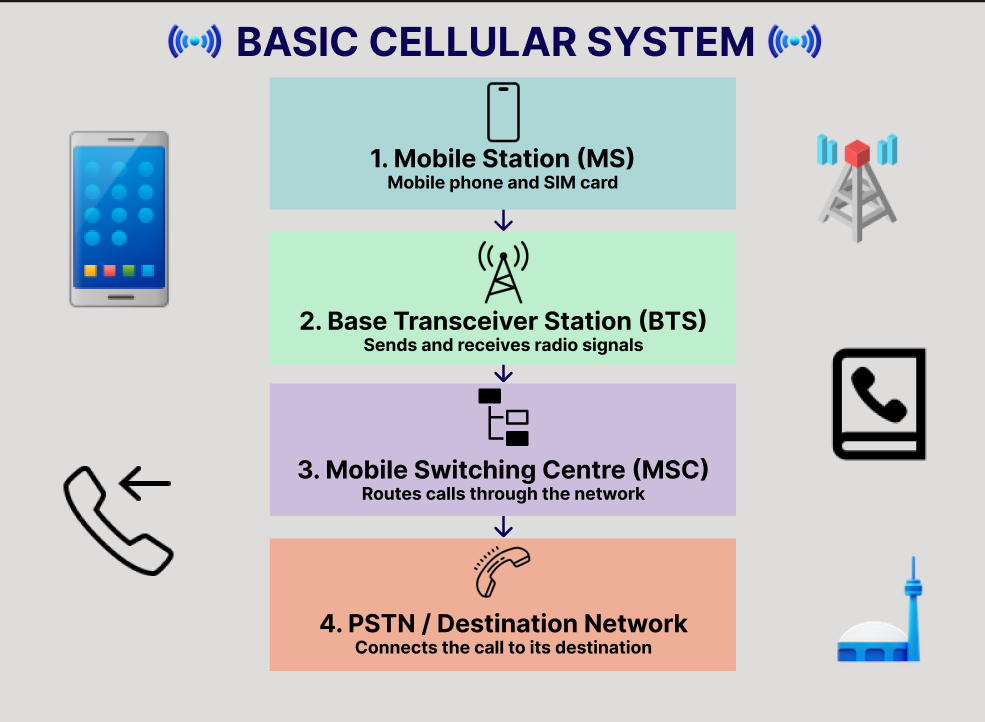 BASIC CELLULAR SYSTEM
1. Mobile Station (MS)
Mobile phone and SIM card
2. Base Transceiver Station (BTS)
Sends and receives radio signals
3. Mobile Switching Centre (MSC)
Routes calls through the network
4. PSTN / Destination Network
Connects the call to its destination